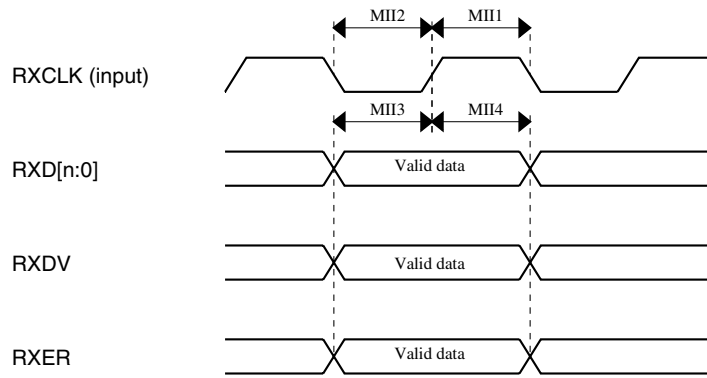 MII2 MII1
RXCLK (input)
MII3 MII4
RXD[n:0] Valid data
RXDV Valid data
RXER Valid data